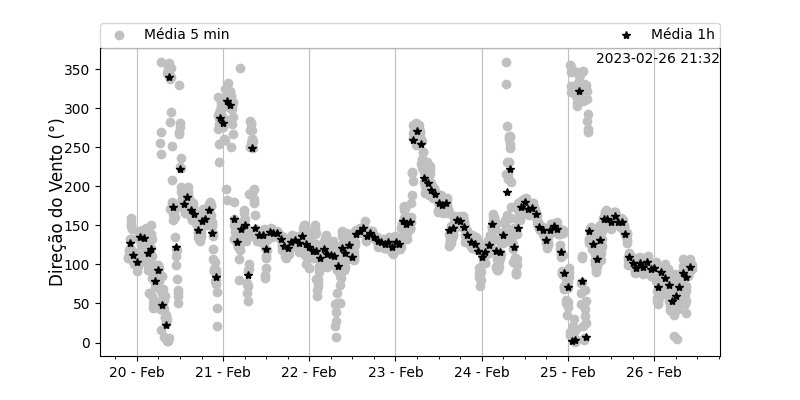 Média 5 min
Média 1h
2023-02-26 21:32
Direção do Vento (°)
350
300
250
200
150
100
50
0
20 - Feb
21 - Feb
22 - Feb
23 - Feb
24 - Feb
25 - Feb
26 - Feb